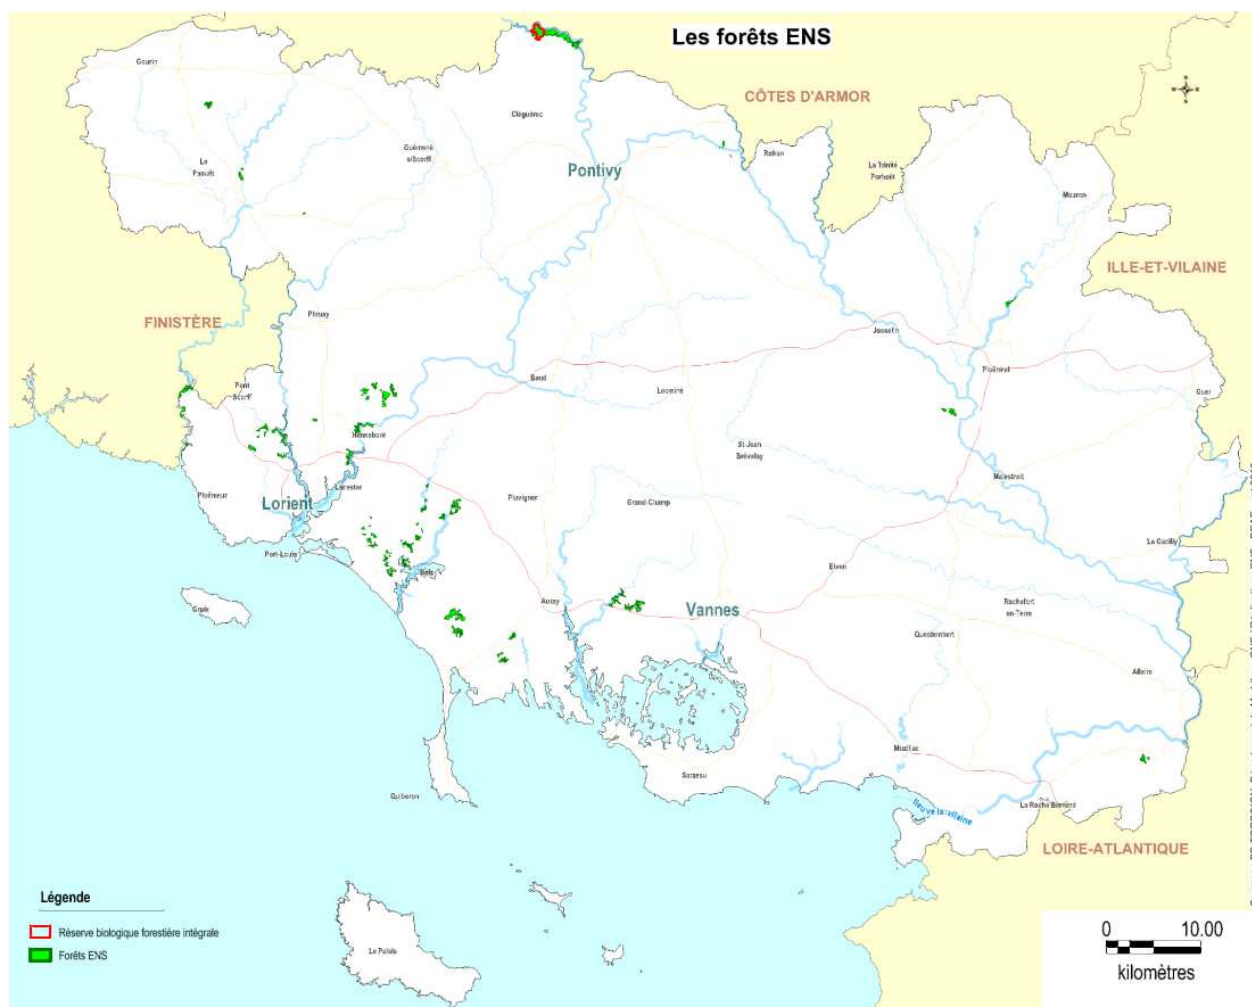 Les forêts ENS
CÔTES D'ARMOR
Gourin
Cléguérec
Guémené
s/Scorff
Le
Faouët
Pontivy
Rohan
La Trinité
Porhoët
Mauron
ILLE-ET-VILAINE
FINISTÈRE
Plouay
Josselin
Ploërmel
Pont
Scorff
Baud
Locminé
Guer
Hennebont
St-Jean
Brévelay
Malestroit
Lanester
Ploëmeur
Lorient
Pluvigner
Grand-Champ
Port-Louis
La Gacilly
Belz
Elven
Auray
Groix
Vannes
Rochefort
en-Terre
Questembert
Allaire
Muzillac
Sarzeau
Quiberon
La Roche Bernard
fleuve la vilaine
LOIRE-ATLANTIQUE
Légende
Réserve biologique forestière intégrale
Forêts ENS
Le Palais
0 10.00
kilomètres
N
W E
S